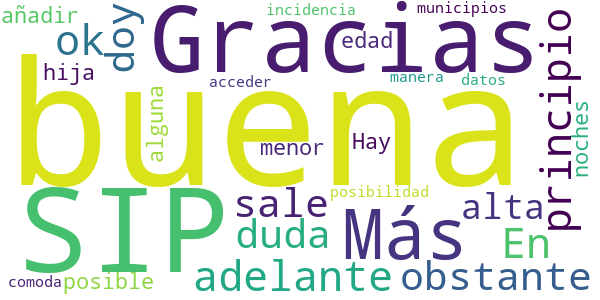 añadir
ok
doy
Gracias
incidencia
municipios
edad
hija
acceder
manera
datos
principio
buena
alguna
menor
Hay
noches
SIP
sale
posibilidad
Más
alta
duda
En
adelante
obstante
comoda
posible